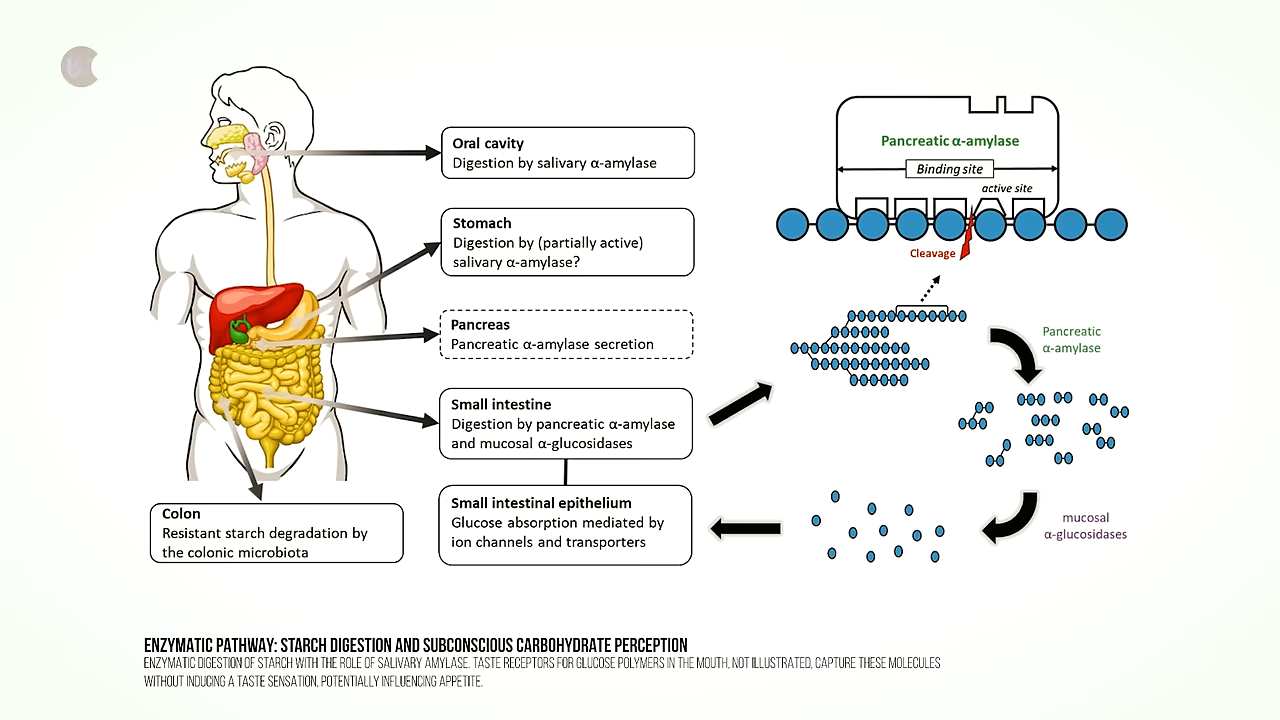 Oral cavity
Digestion by salivary α-amylase
Stomach
Digestion by (partially active)
salivary α-amylase?
Pancreas
Pancreatic α-amylase secretion
Small intestine
Digestion by pancreatic α-amylase
and mucosal α-glucosidases
Small intestinal epithelium
Glucose absorption mediated by
ion channels and transporters
Colon
Resistant starch degradation by
the colonic microbiota
Pancreatic α-amylase
Binding site
active site
Cleavage
Pancreatic
α-amylase
mucosal
α-glucosidases
ENZYMATIC PATHWAY: STARCH DIGESTION AND SUBCONSCIOUS CARBOHYDRATE PERCEPTION
ENZYMATIC DIGESTION OF STARCH WITH THE ROLE OF SALIVARY AMYLASE. TASTE RECEPTORS FOR GLUCOSE POLYMERS IN THE MOUTH, NOT ILLUSTRATED, CAPTURE THESE MOLECULES
WITHOUT INDUCING A TASTE SENSATION, POTENTIALLY INFLUENCING APPETITE.